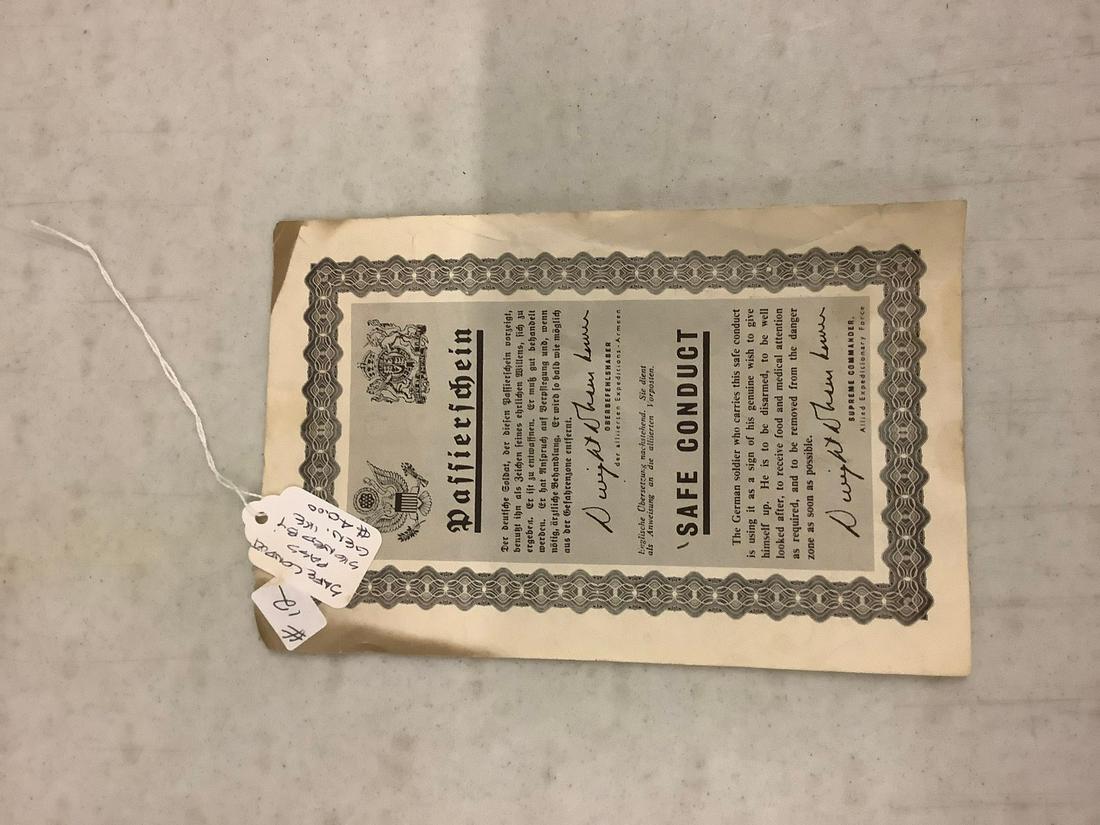 Passierschein
Der deutsche Soldat, der diesen Passierschein vorzeigt,
benutzt ihn als Zeichen seines ehrlichen Willens, sich zu
ergeben. Er ist zu entwaffnen. Er muß gut behandelt
werden. Er hat Anspruch auf Verpflegung und, wenn
nötig, ärztliche Behandlung. Er wird so bald wie möglich
aus der Gefahrenzone entfernt.
Dwight D Eisenhower
OBERBEFEHLSHABER
der alliierten Expeditions-Armeen
Englische Übersetzung nachstehend. Sie dient
als Anweisung an die alliierten Vorposten.
SAFE CONDUCT
The German soldier who carries this safe conduct
is using it as a sign of his genuine wish to give
himself up. He is to be disarmed, to be well
looked after, to receive food and medical attention
as required, and to be removed from the danger
zone as soon as possible.
Dwight D Eisenhower
SUPREME COMMANDER,
Allied Expeditionary Force
SAFE CONDUCT
PASS
SIGNED BY
GEN. IKE
#12